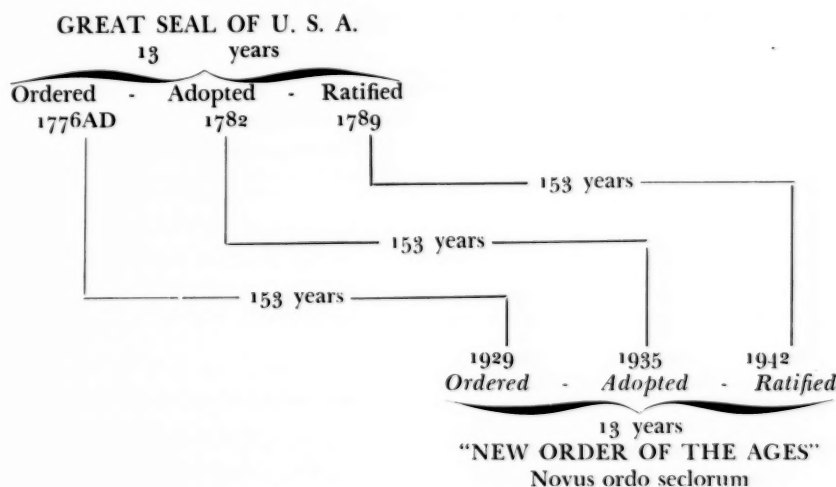 GREAT SEAL OF U. S. A.
13 years
Ordered - Adopted - Ratified
1776AD 1782 1789
153 years
153 years
153 years
1929 1935 1942
Ordered - Adopted - Ratified
13 years
"NEW ORDER OF THE AGES"
Novus ordo seclorum